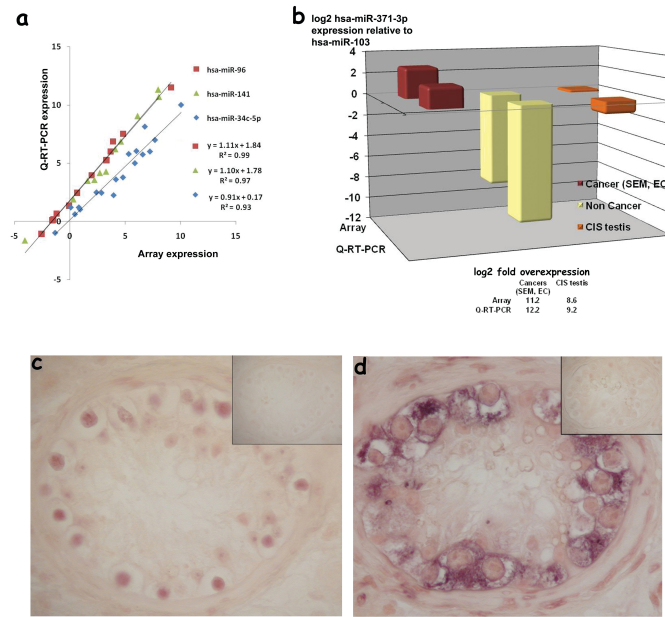 a
15
10
5
-5
0
5
10
15
-5
Q-RT-PCR expression
Array expression
hsa-miR-96
hsa-miR-141
hsa-miR-34c-5p
y = 1.11x + 1.84
R² = 0.99
y = 1.10x + 1.78
R² = 0.97
y = 0.91x + 0.17
R² = 0.93
b
log2 hsa-miR-371-3p
expression relative to
hsa-miR-103
4
2
0
-2
-4
-6
-8
-10
-12
Array
Q-RT-PCR
Cancer (SEM, EC
Non Cancer
CIS testis
log2 fold overexpression
Cancers CIS testis
(SEM, EC)
Array 11.2 8.6
Q-RT-PCR 12.2 9.2
c
d